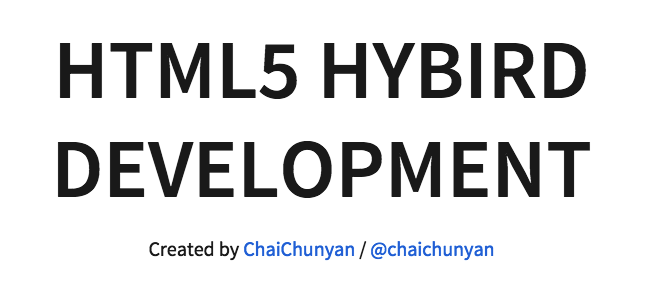 HTML5 HYBIRD
DEVELOPMENT
Created by ChaiChunyan / @chaichunyan